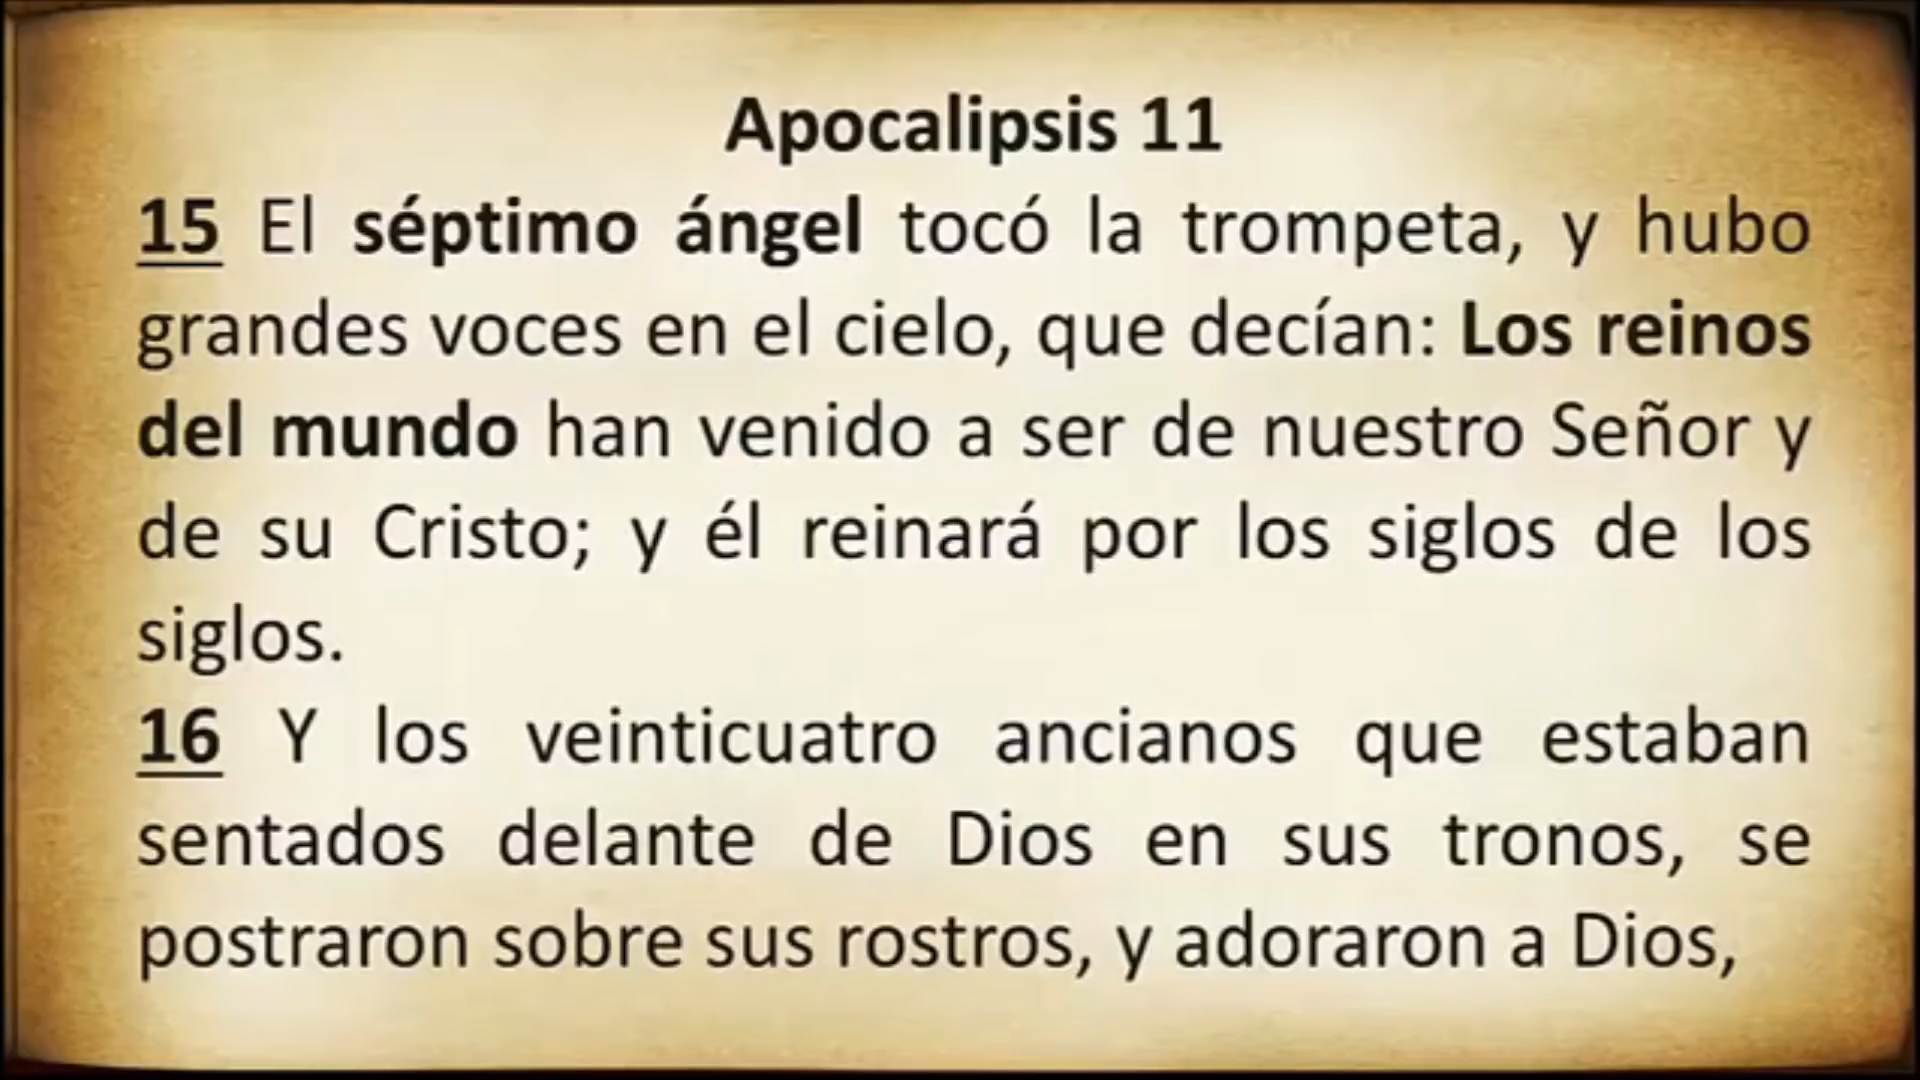 Apocalipsis 11
15 El séptimo ángel tocó la trompeta, y hubo
grandes voces en el cielo, que decían: Los reinos
del mundo han venido a ser de nuestro Señor y
de su Cristo; y él reinará por los siglos de los
siglos.
16 Y los veinticuatro ancianos que estaban
sentados delante de Dios en sus tronos, se
postraron sobre sus rostros, y adoraron a Dios,